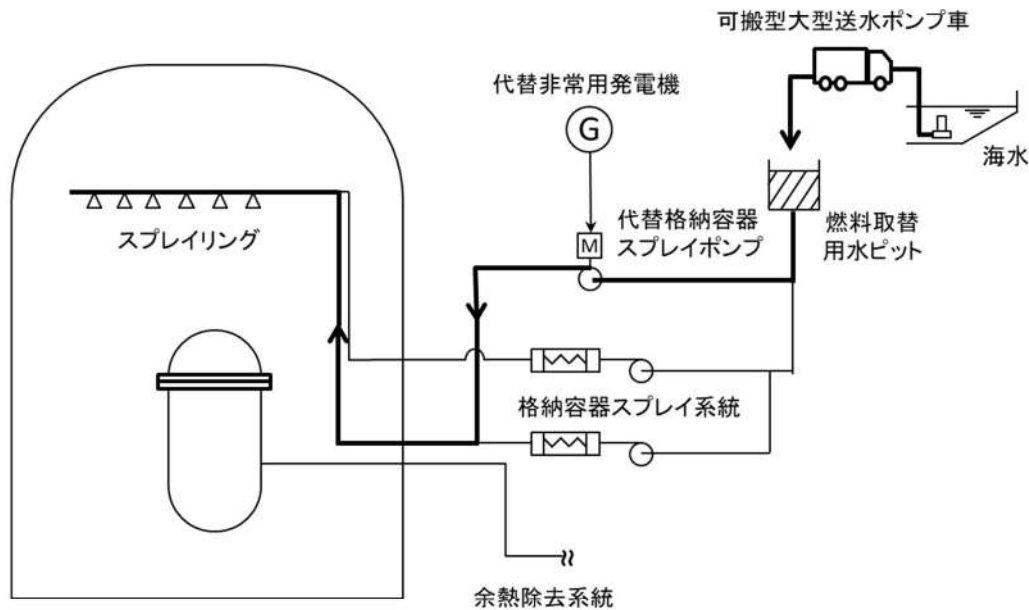 可搬型大型送水ポンプ車
代替非常用発電機
G
海水
M
代替格納容器
スプレイポンプ
燃料取替
用水ピット
スプレイリング
格納容器スプレイ系統
余熱除去系統